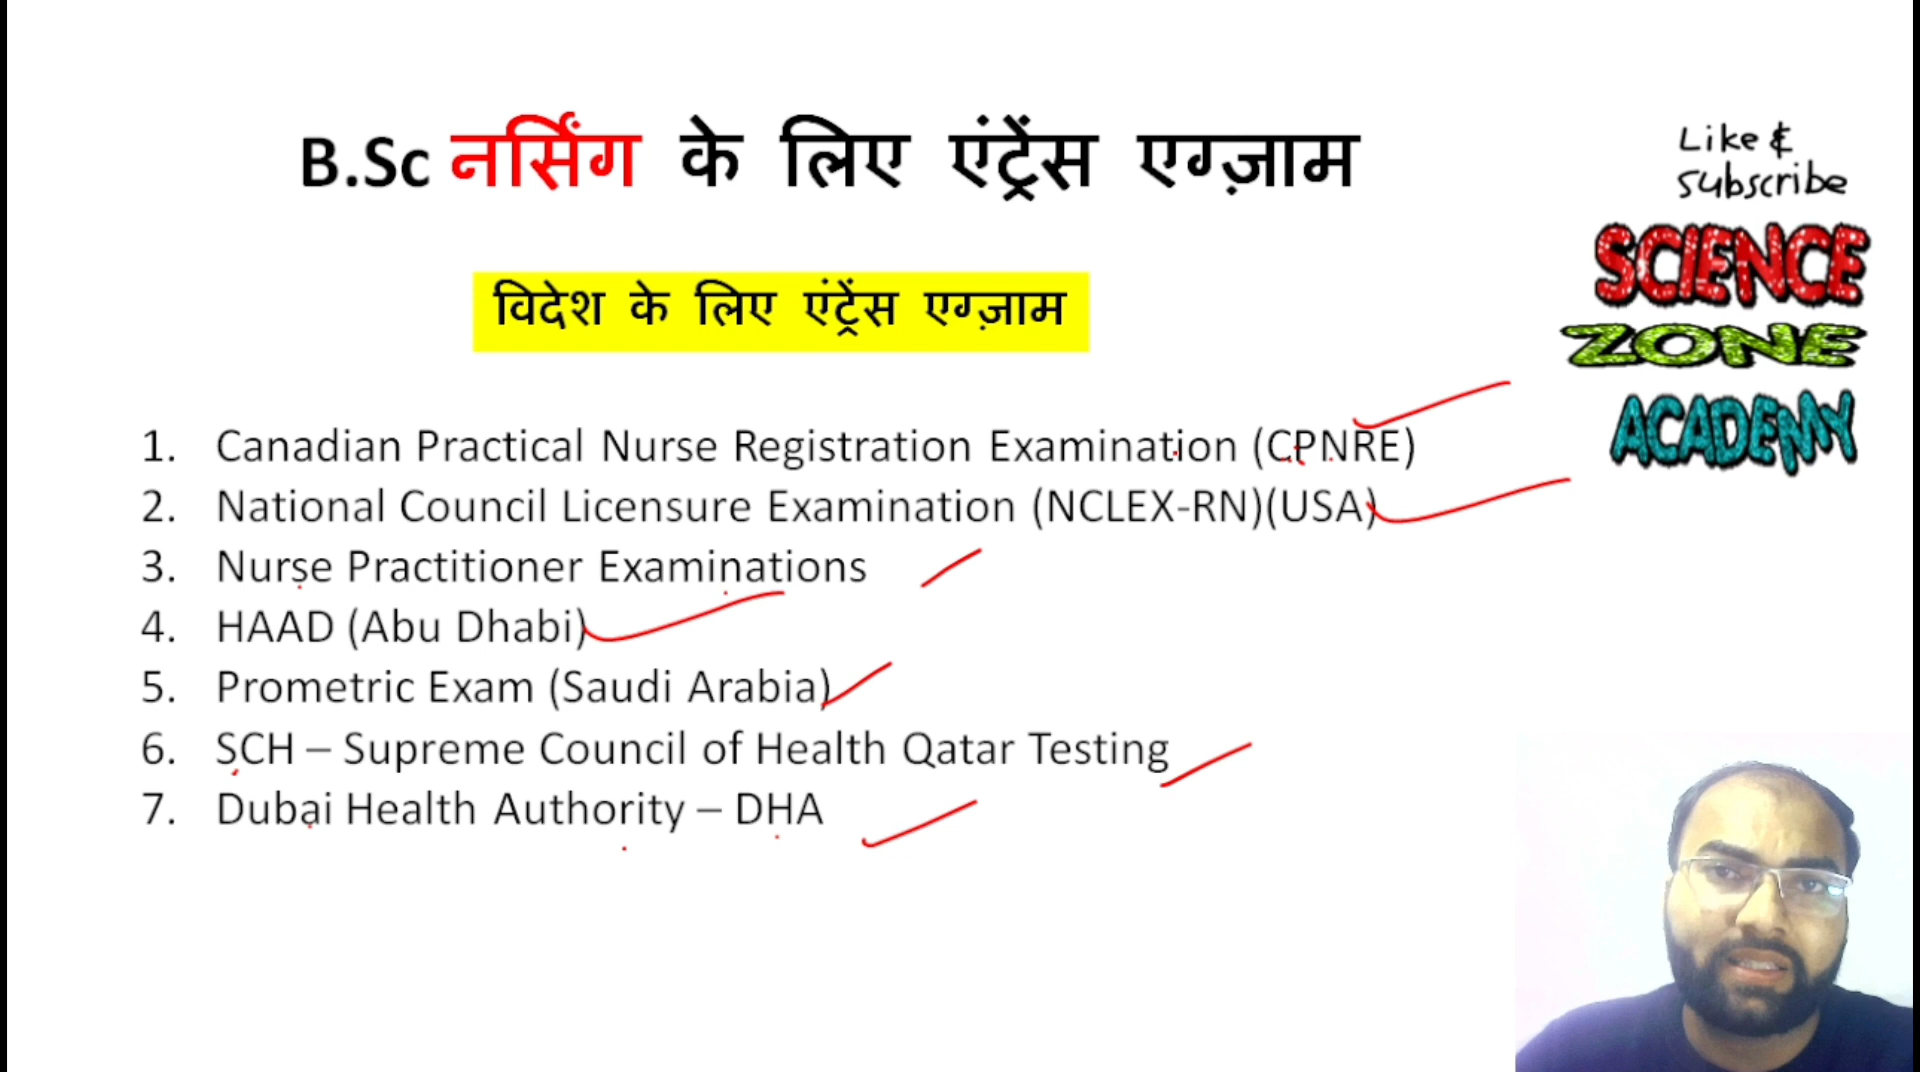 B.Sc नर्सिंग के लिए एंट्रेंस एग्ज़ाम
Like &
Subscribe
SCIENCE
ZONE
ACADEMY
विदेश के लिए एंट्रेंस एग्ज़ाम
1. Canadian Practical Nurse Registration Examination (CPNRE)
2. National Council Licensure Examination (NCLEX-RN)(USA)
3. Nurse Practitioner Examinations
4. HAAD (Abu Dhabi)
5. Prometric Exam (Saudi Arabia)
6. SCH – Supreme Council of Health Qatar Testing
7. Dubai Health Authority – DHA